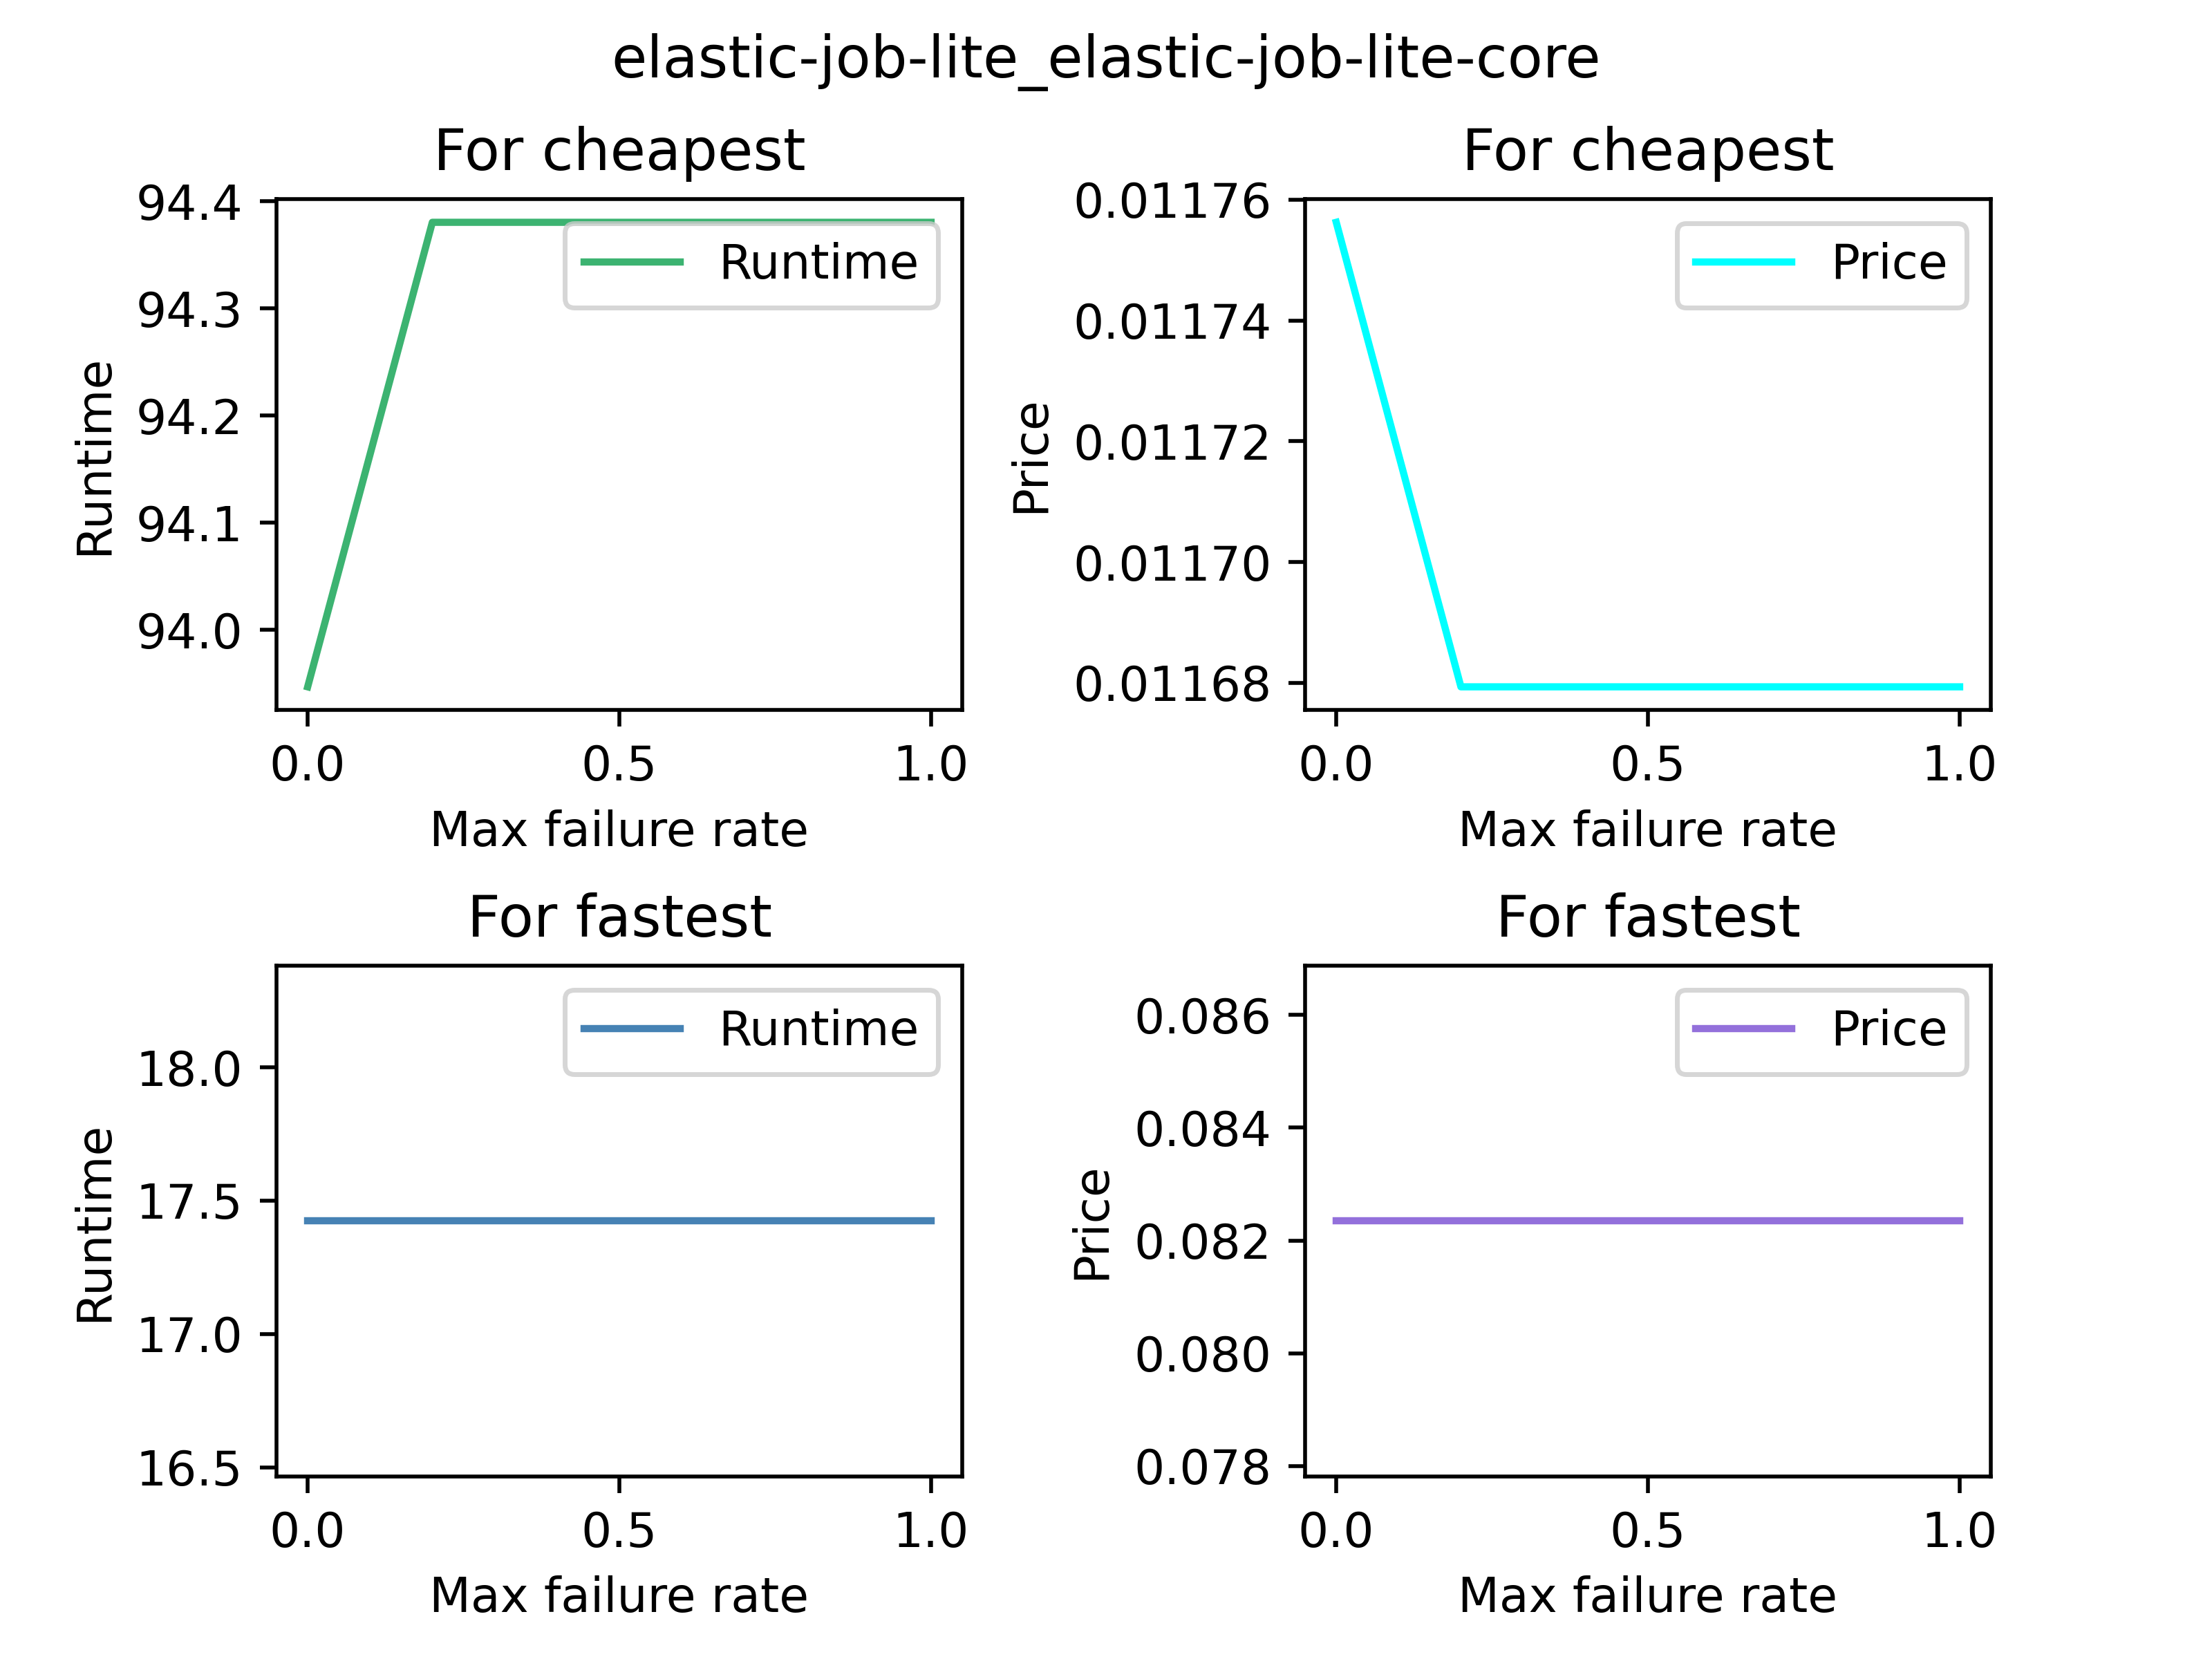 elastic-job-lite_elastic-job-lite-core
For cheapest
94.4
94.3
94.2
94.1
94.0
Runtime
Runtime
0.0 0.5 1.0
Max failure rate
For cheapest
0.01176
0.01174
0.01172
0.01170
0.01168
Price
Price
0.0 0.5 1.0
Max failure rate
For fastest
18.0
17.5
17.0
16.5
Runtime
Runtime
0.0 0.5 1.0
Max failure rate
For fastest
0.086
0.084
0.082
0.080
0.078
Price
Price
0.0 0.5 1.0
Max failure rate